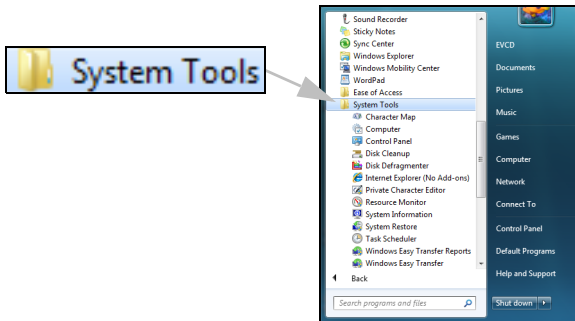 System Tools
Sound Recorder
Sticky Notes
Sync Center
Windows Explorer
Windows Mobility Center
WordPad
Ease of Access
System Tools
Character Map
Computer
Control Panel
Disk Cleanup
Disk Defragmenter
Internet Explorer (No Add-ons)
Private Character Editor
Resource Monitor
System Information
System Restore
Task Scheduler
Windows Easy Transfer Reports
Windows Easy Transfer
Back
Search programs and files
EVCD
Documents
Pictures
Music
Games
Computer
Network
Connect To
Control Panel
Default Programs
Help and Support
Shut down